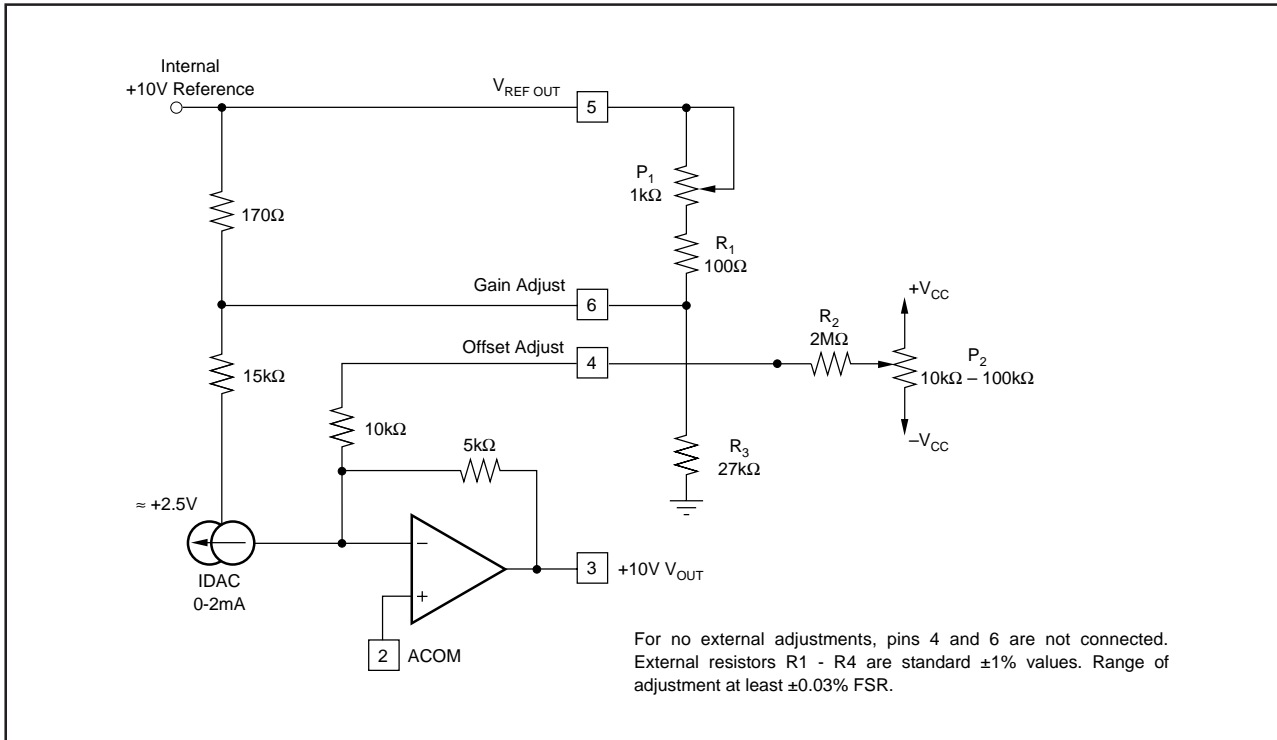 Internal
+10V Reference
V_REF OUT
5
P1
1kΩ
170Ω
R1
100Ω
Gain Adjust
6
+VCC
R2
2MΩ
Offset Adjust
4
P2
10kΩ – 100kΩ
15kΩ
10kΩ
–VCC
5kΩ
R3
27kΩ
≈ +2.5V
–
3
+10V VOUT
IDAC
0-2mA
+
2
ACOM
For no external adjustments, pins 4 and 6 are not connected.
External resistors R1 - R4 are standard ±1% values. Range of
adjustment at least ±0.03% FSR.